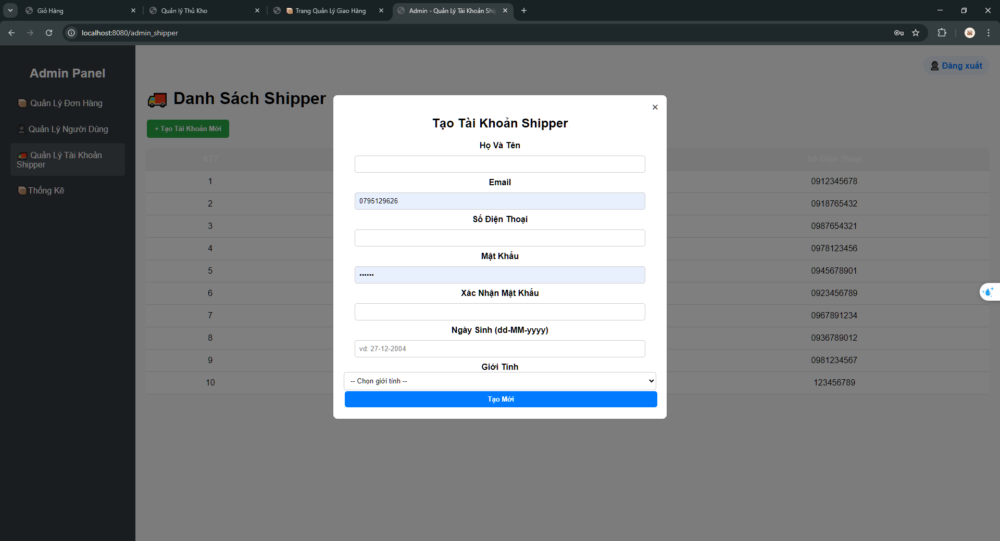 Giỏ Hàng
Quản lý Thủ Kho
Trang Quản Lý Giao Hàng
Admin - Quản Lý Tài Khoản Ship
localhost:8080/admin_shipper
Admin Panel
Quản Lý Đơn Hàng
Quản Lý Người Dùng
Quản Lý Tài Khoản
Shipper
Thống Kê
Đăng xuất
Danh Sách Shipper
+ Tạo Tài Khoản Mới
STT
Số Điện Thoại
1
0912345678
2
0918765432
3
0987654321
4
0978123456
5
0945678901
6
0923456789
7
0967891234
8
0936789012
9
0981234567
10
123456789
×
Tạo Tài Khoản Shipper
Họ Và Tên
Email
0795129626
Số Điện Thoại
Mật Khẩu
••••••
Xác Nhận Mật Khẩu
Ngày Sinh (dd-MM-yyyy)
vd: 27-12-2004
Giới Tính
-- Chọn giới tính --
Tạo Mới